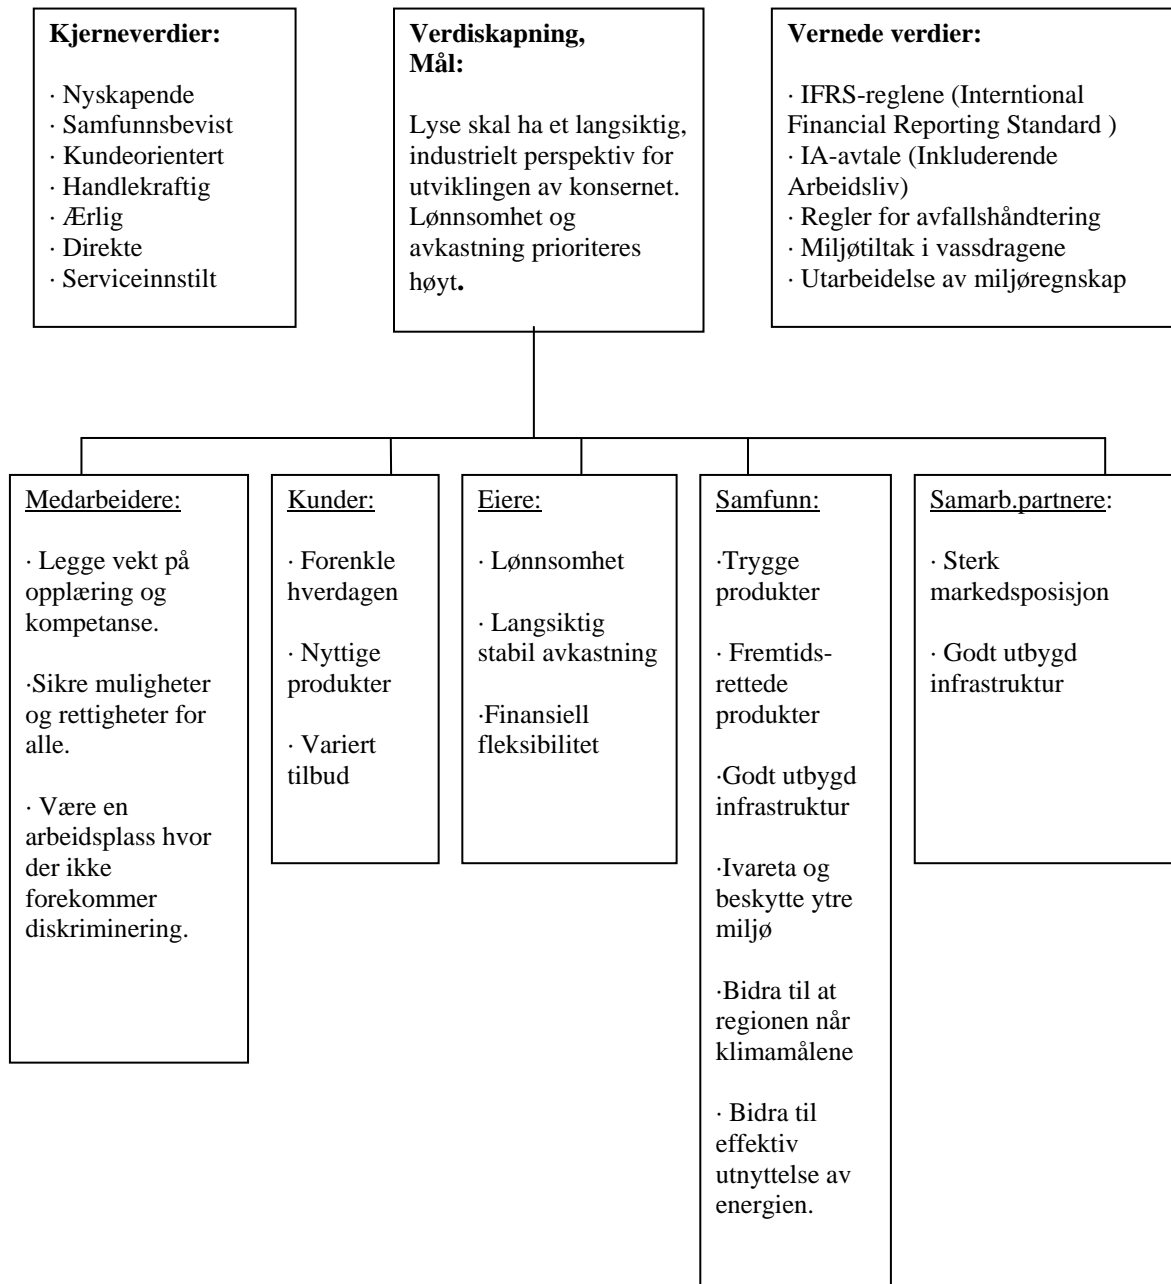 Kjerneverdier:
· Nyskapende
· Samfunnsbevist
· Kundeorientert
· Handlekraftig
· Ærlig
· Direkte
· Serviceinnstilt
Verdiskapning,
Mål:
Lyse skal ha et langsiktig,
industrielt perspektiv for
utviklingen av konsernet.
Lønnsomhet og
avkastning prioriteres
høyt.
Vernede verdier:
· IFRS-reglene (Interntional
Financial Reporting Standard )
· IA-avtale (Inkluderende
Arbeidsliv)
· Regler for avfallshåndtering
· Miljøtiltak i vassdragene
· Utarbeidelse av miljøregnskap
Medarbeidere:
· Legge vekt på
opplæring og
kompetanse.
·Sikre muligheter
og rettigheter for
alle.
· Være en
arbeidsplass hvor
der ikke
forekommer
diskriminering.
Kunder:
· Forenkle
hverdagen
· Nyttige
produkter
· Variert
tilbud
Eiere:
· Lønnsomhet
· Langsiktig
stabil avkastning
·Finansiell
fleksibilitet
Samfunn:
·Trygge
produkter
· Fremtids-
rettede
produkter
·Godt utbygd
infrastruktur
·Ivareta og
beskytte ytre
miljø
·Bidra til at
regionen når
klimamålene
· Bidra til
effektiv
utnyttelse av
energien.
Samarb.partnere:
· Sterk
markedsposisjon
· Godt utbygd
infrastruktur